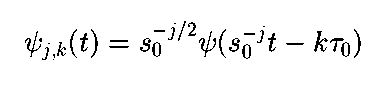 ψ_{j,k}(t) = s_0^{-j/2} ψ(s_0^{-j} t − kτ_0)